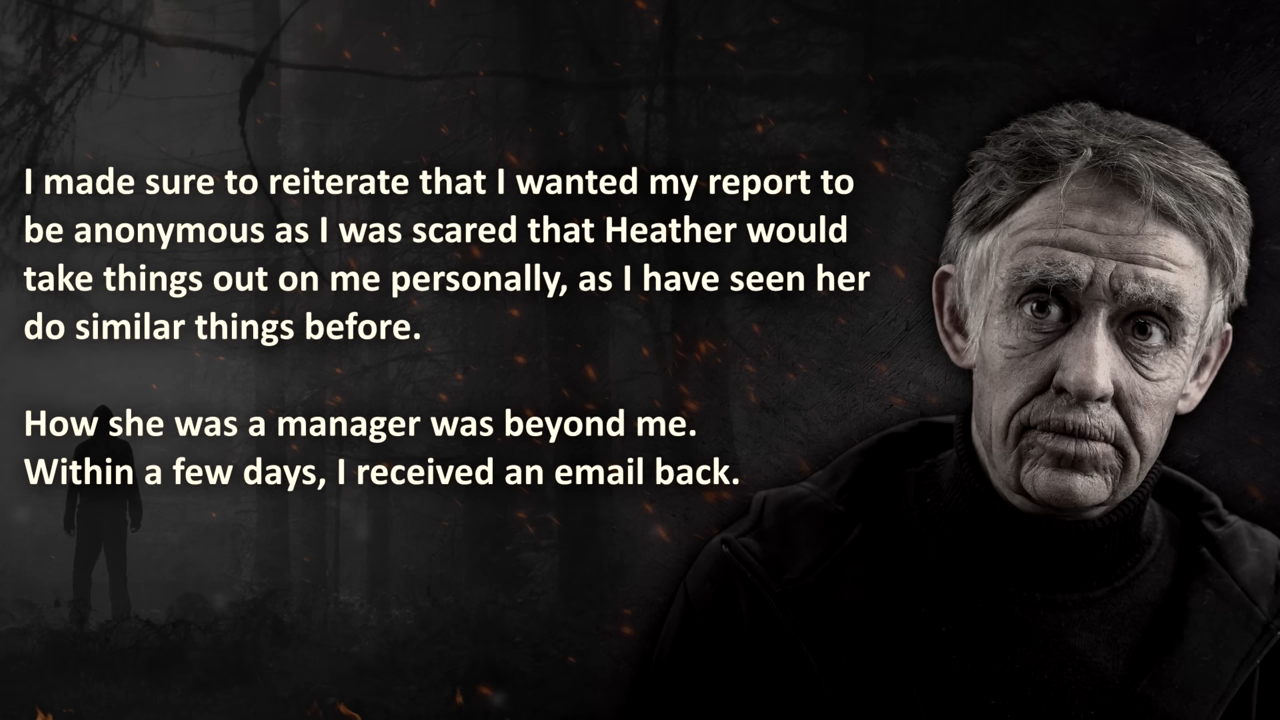 I made sure to reiterate that I wanted my report to
be anonymous as I was scared that Heather would
take things out on me personally, as I have seen her
do similar things before.
How she was a manager was beyond me.
Within a few days, I received an email back.